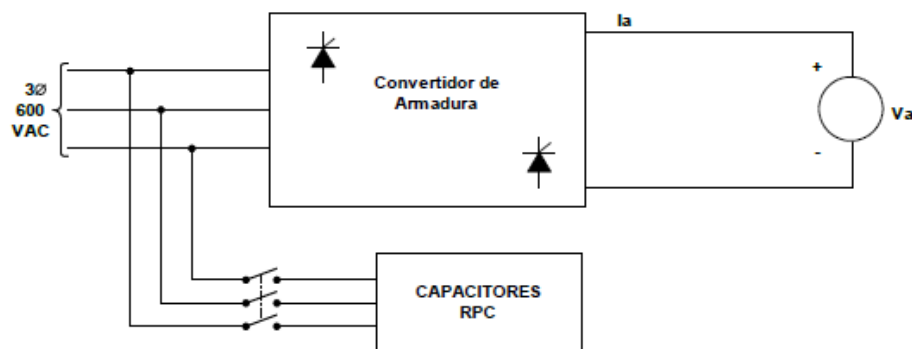 Ia
3Ø
600
VAC
Convertidor de
Armadura
+
Va
-
CAPACITORES
RPC